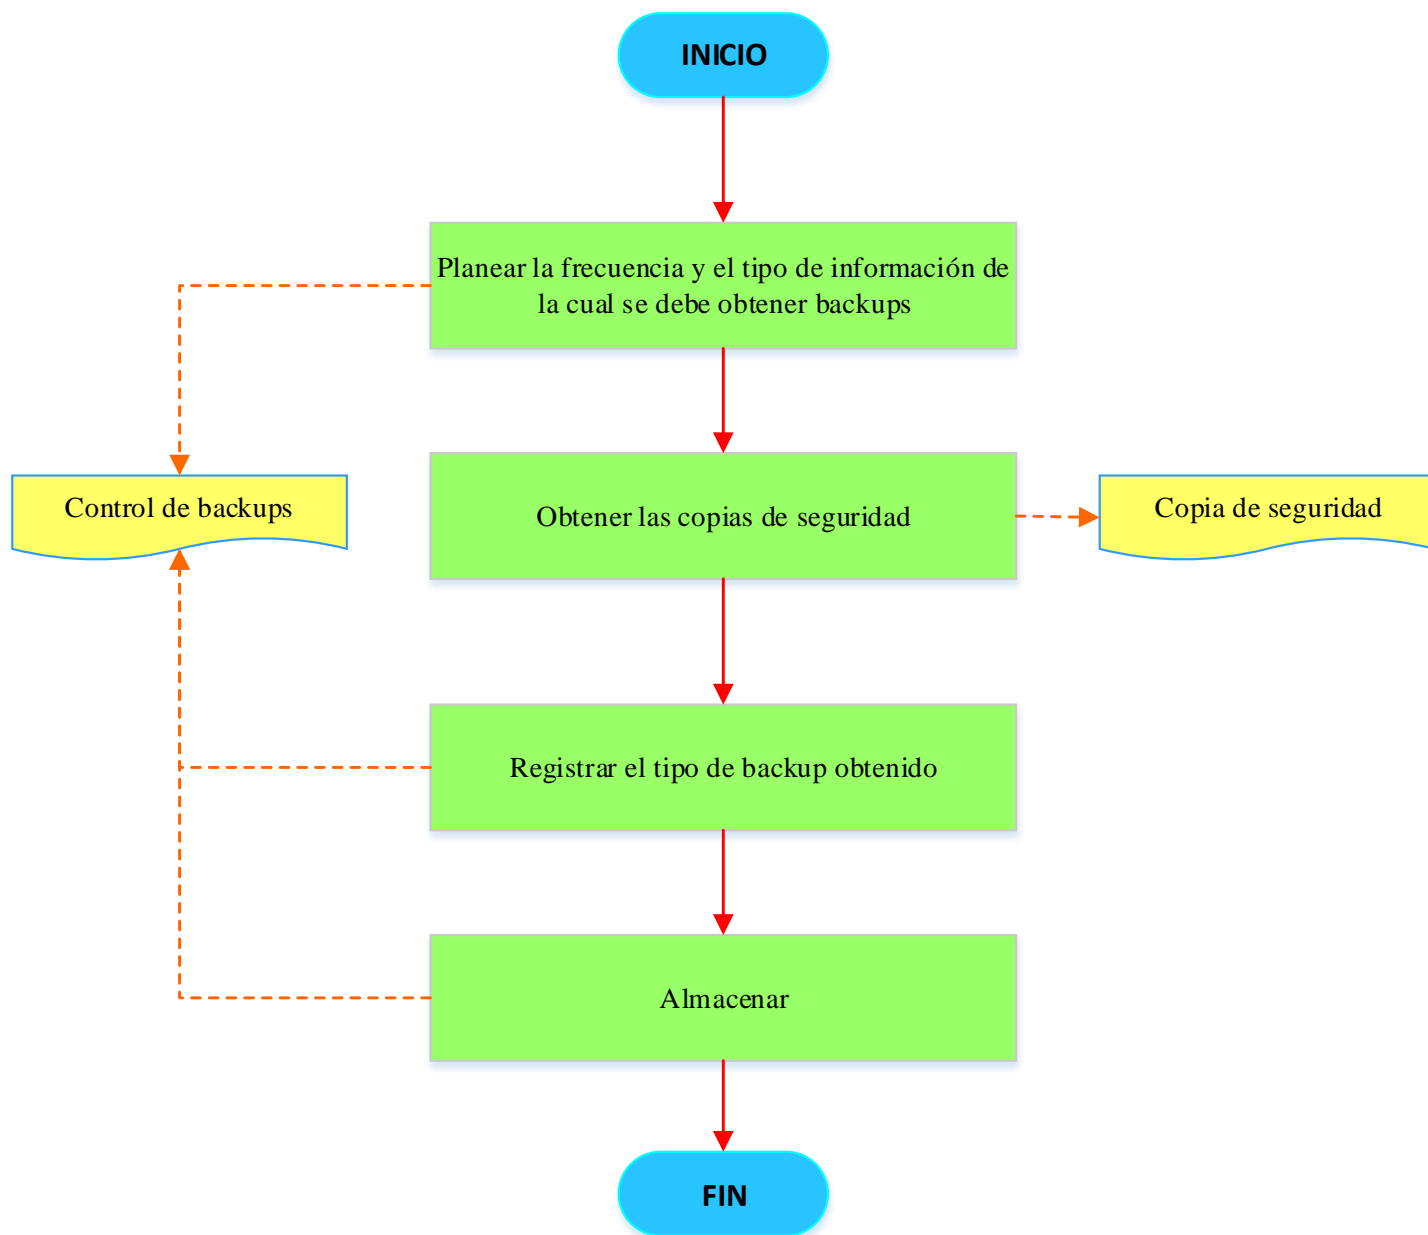 INICIO
Planear la frecuencia y el tipo de información de
la cual se debe obtener backups
Control de backups
Obtener las copias de seguridad
Copia de seguridad
Registrar el tipo de backup obtenido
Almacenar
FIN